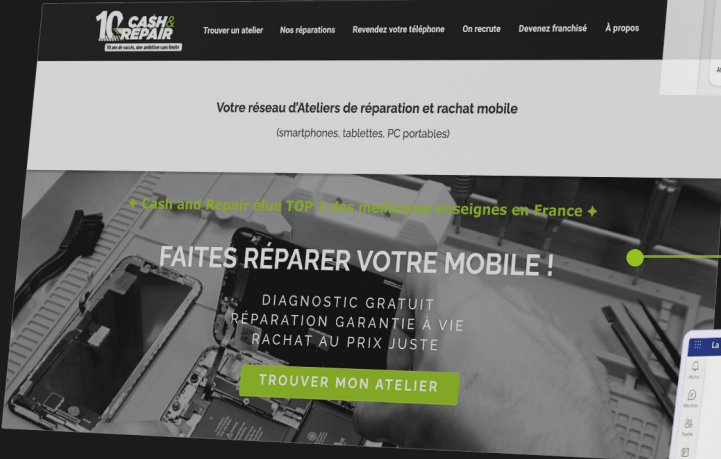 10 CASH&
REPAIR
10 ans de succès, une ambition sans limite
Trouver un atelier Nos réparations Revendez votre téléphone On recrute Devenez franchisé À propos
Votre réseau d'Ateliers de réparation et rachat mobile
(smartphones, tablettes, PC portables)
✦ Cash and Repair élue TOP 2 des meilleures enseignes en France ✦
FAITES RÉPARER VOTRE MOBILE !
DIAGNOSTIC GRATUIT
RÉPARATION GARANTIE À VIE
RACHAT AU PRIX JUSTE
TROUVER MON ATELIER
La